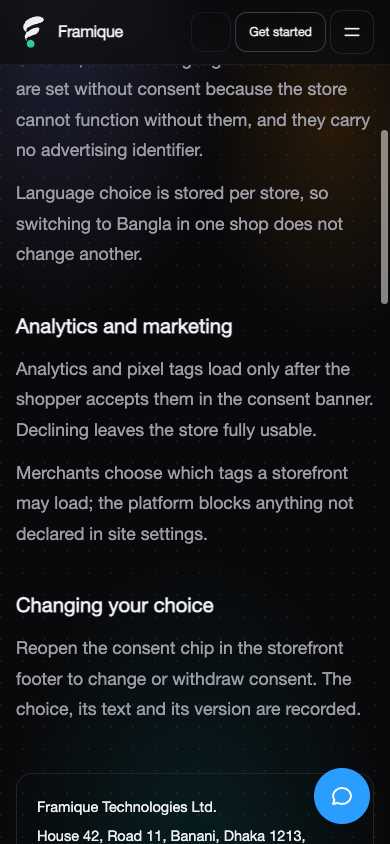 Framique
Get started
are set without consent because the store
cannot function without them, and they carry
no advertising identifier.
Language choice is stored per store, so
switching to Bangla in one shop does not
change another.
Analytics and marketing
Analytics and pixel tags load only after the
shopper accepts them in the consent banner.
Declining leaves the store fully usable.
Merchants choose which tags a storefront
may load; the platform blocks anything not
declared in site settings.
Changing your choice
Reopen the consent chip in the storefront
footer to change or withdraw consent. The
choice, its text and its version are recorded.
Framique Technologies Ltd.
House 42, Road 11, Banani, Dhaka 1213,